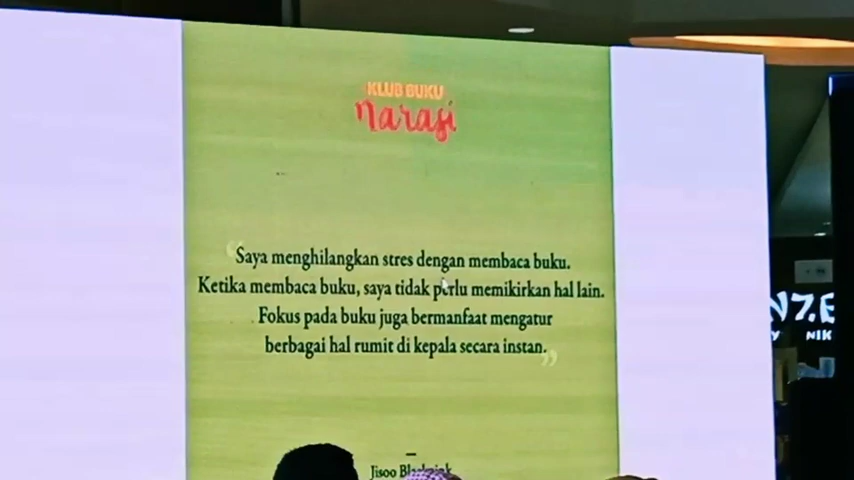 KLUB BUKU
Narasi
“Saya menghilangkan stres dengan membaca buku.
Ketika membaca buku, saya tidak perlu memikirkan hal lain.
Fokus pada buku juga bermanfaat mengatur
berbagai hal rumit di kepala secara instan.”
Jisoo Blackpink